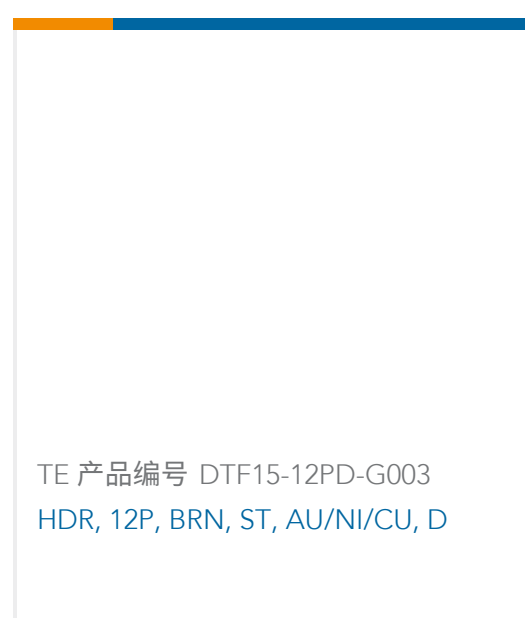 TE 产品编号 DTF15-12PD-G003
HDR, 12P, BRN, ST, AU/NI/CU, D